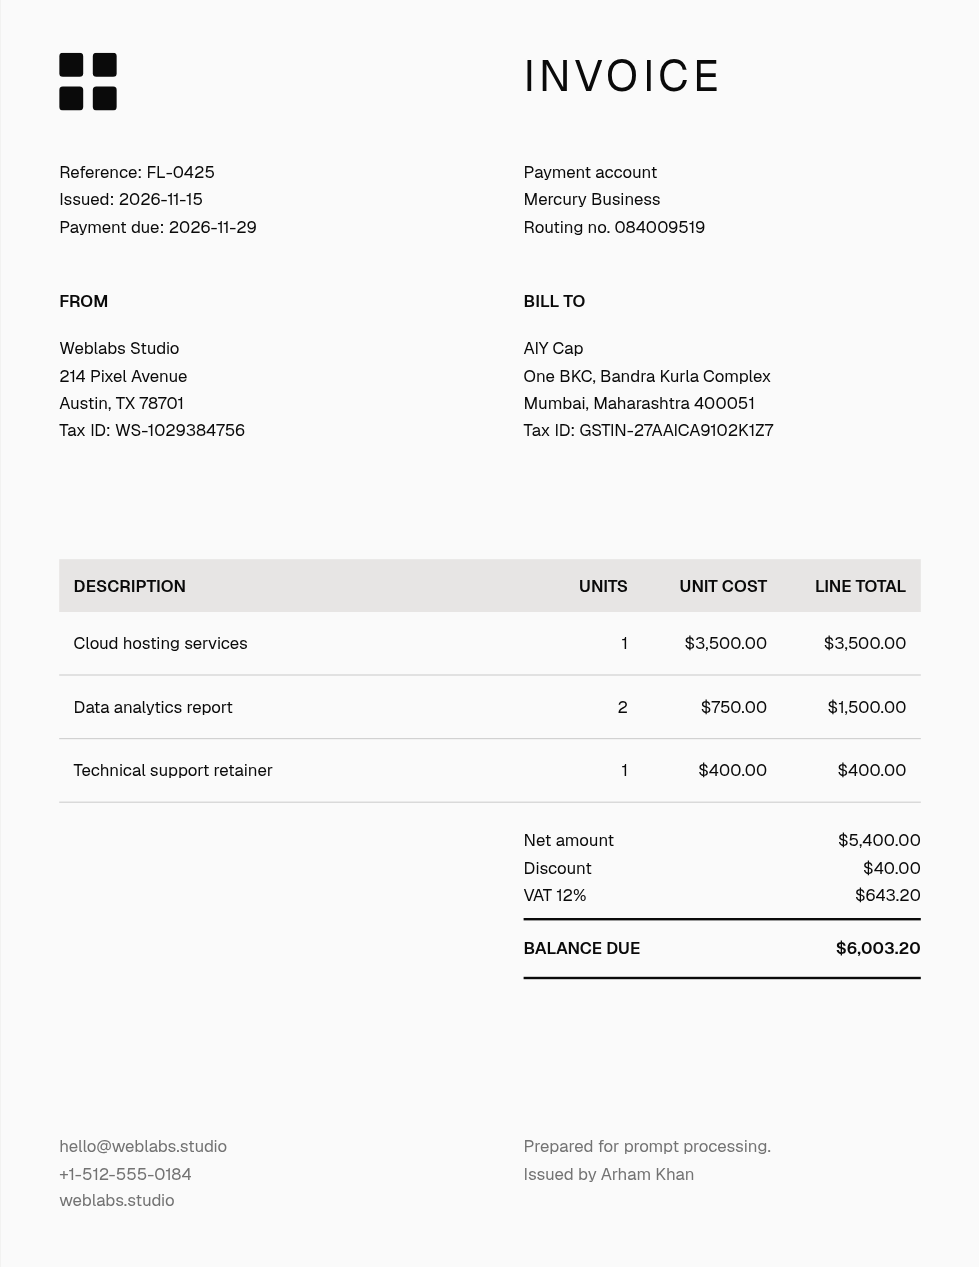 INVOICE
Reference: FL-0425
Issued: 2026-11-15
Payment due: 2026-11-29
Payment account
Mercury Business
Routing no. 084009519
FROM
Weblabs Studio
214 Pixel Avenue
Austin, TX 78701
Tax ID: WS-1029384756
BILL TO
AIY Cap
One BKC, Bandra Kurla Complex
Mumbai, Maharashtra 400051
Tax ID: GSTIN-27AAICA9102K1Z7
DESCRIPTION UNITS UNIT COST LINE TOTAL
Cloud hosting services 1 $3,500.00 $3,500.00
Data analytics report 2 $750.00 $1,500.00
Technical support retainer 1 $400.00 $400.00
Net amount $5,400.00
Discount $40.00
VAT 12% $643.20
BALANCE DUE $6,003.20
hello@weblabs.studio
+1-512-555-0184
weblabs.studio
Prepared for prompt processing.
Issued by Arham Khan